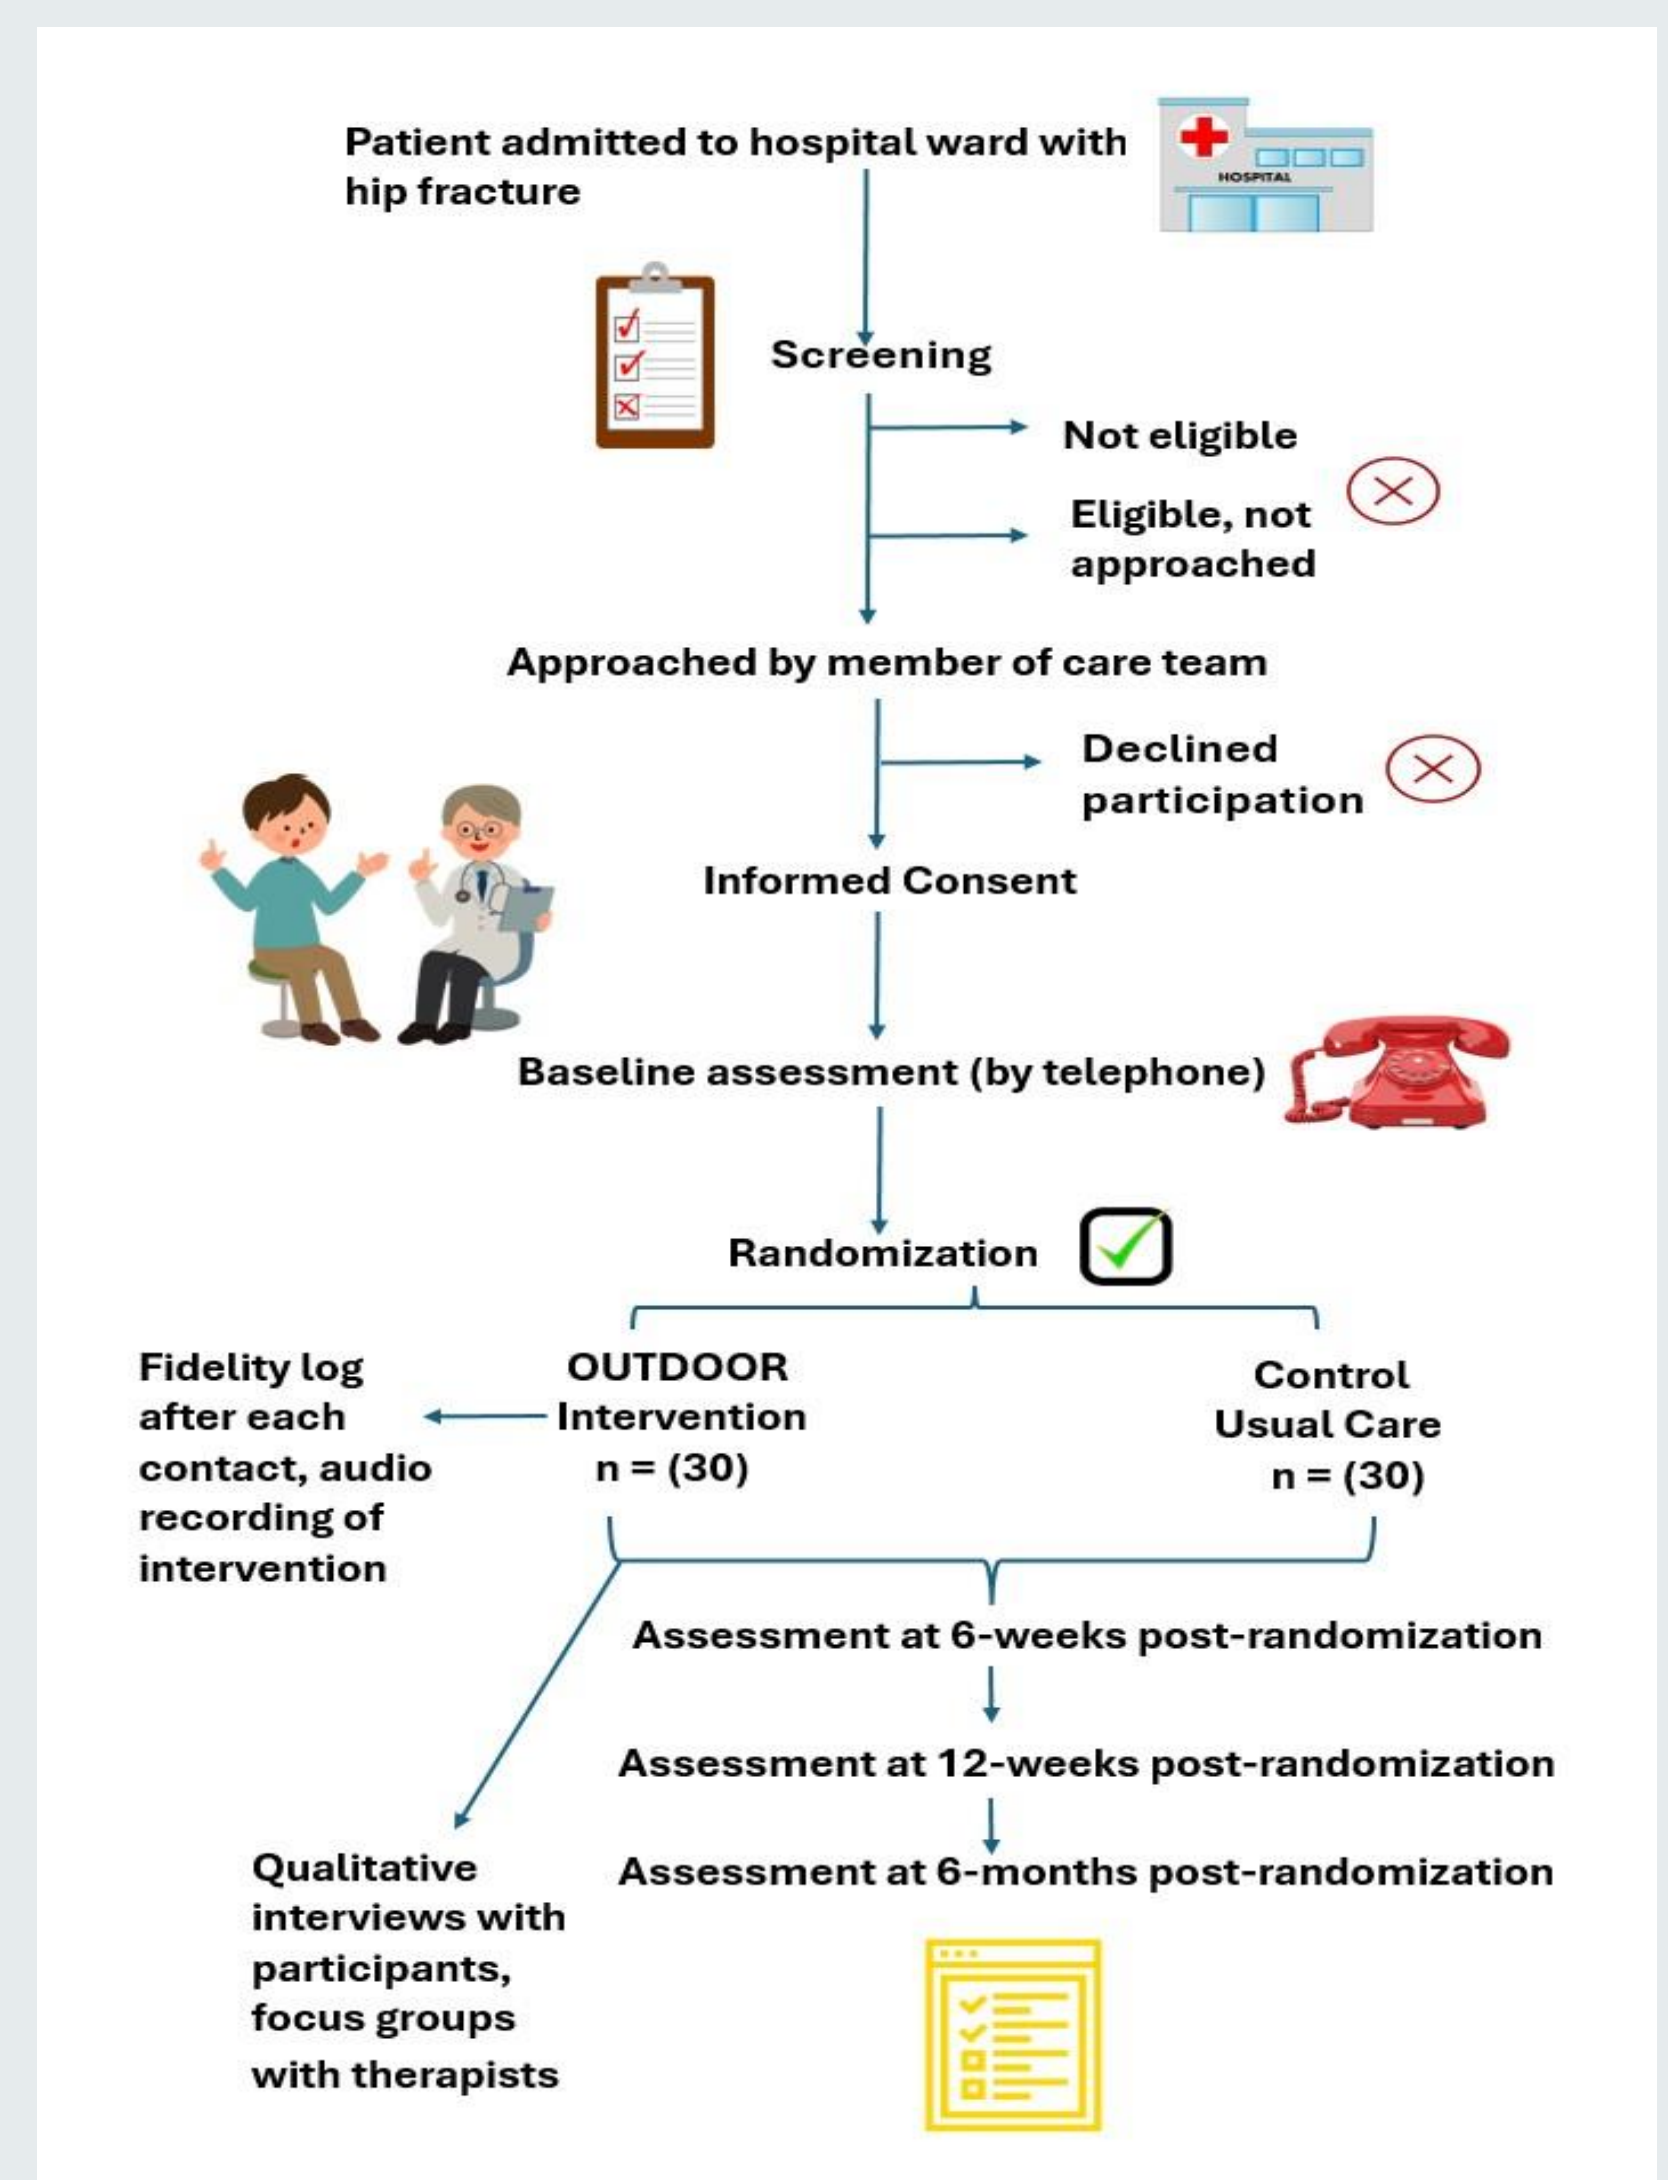 Patient admitted to hospital ward with
hip fracture
HOSPITAL
Screening
Not eligible
Eligible, not
approached
Approached by member of care team
Declined
participation
Informed Consent
Baseline assessment (by telephone)
Randomization
Fidelity log
after each
contact, audio
recording of
intervention
OUTDOOR
Intervention
n = (30)
Control
Usual Care
n = (30)
Assessment at 6-weeks post-randomization
Assessment at 12-weeks post-randomization
Assessment at 6-months post-randomization
Qualitative
interviews with
participants,
focus groups
with therapists